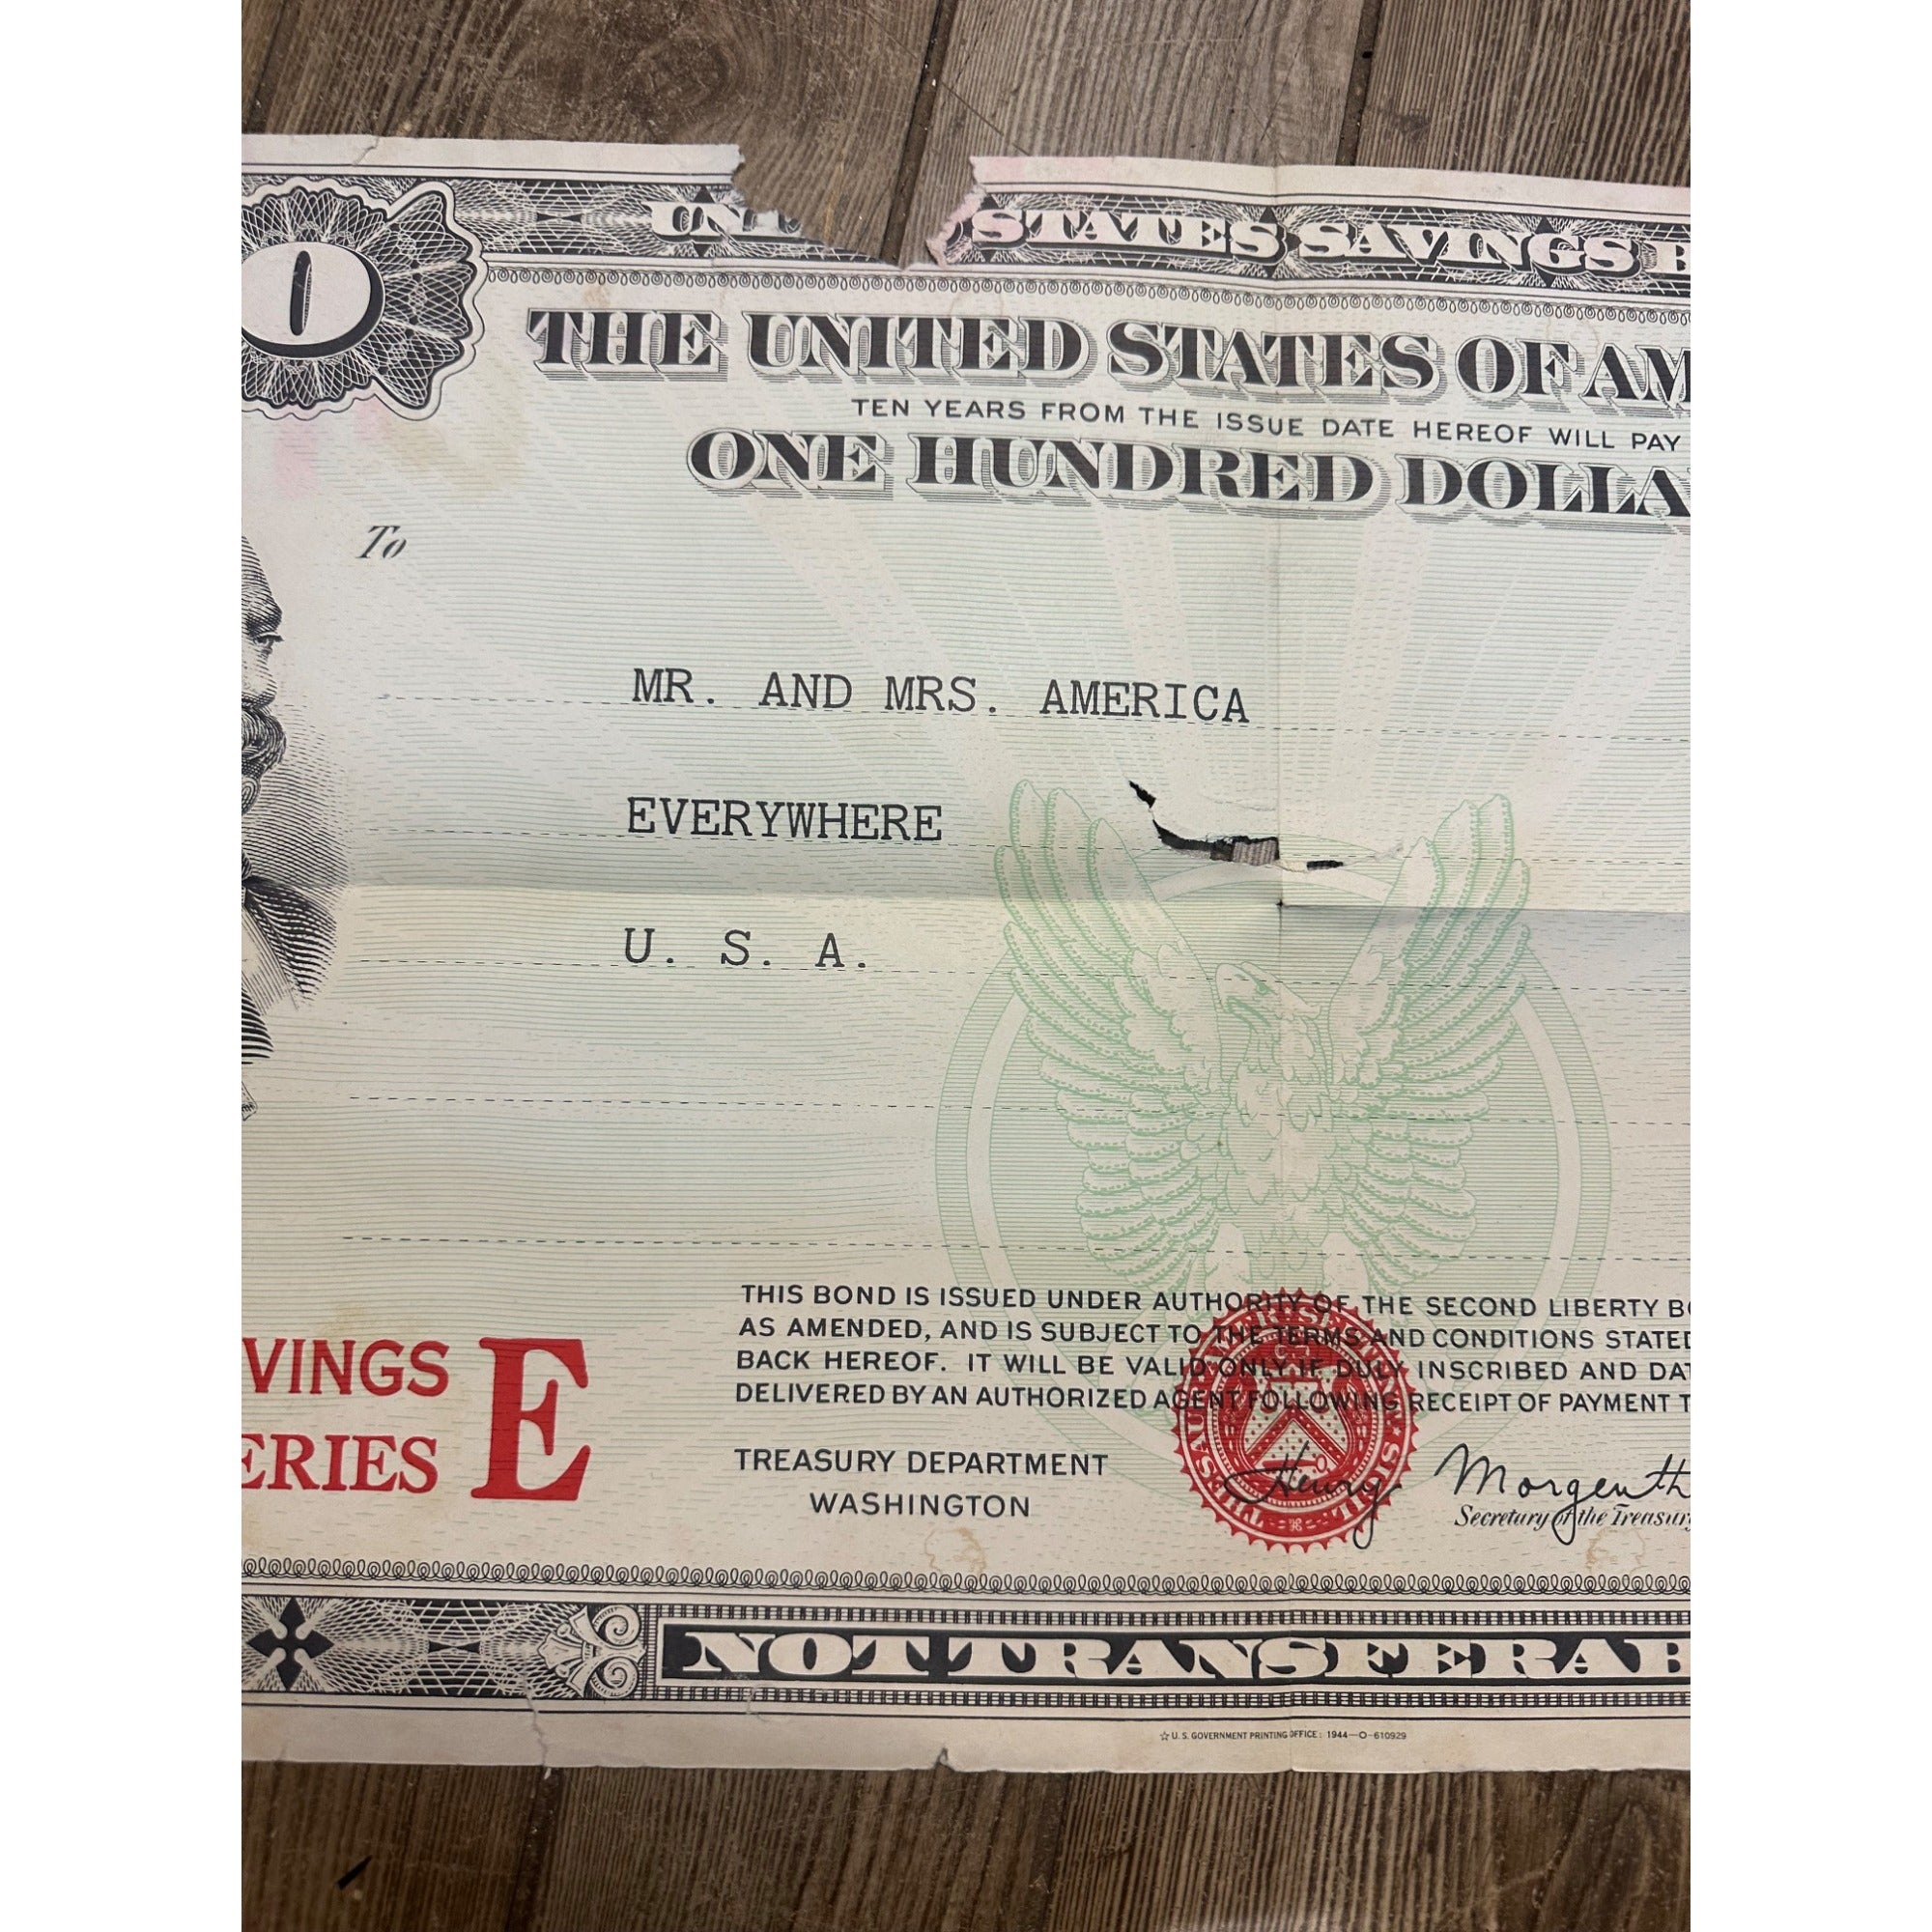 0
STATES SAVINGS
THE UNITED STATES OF AM
TEN YEARS FROM THE ISSUE DATE HEREOF WILL PAY
ONE HUNDRED DOLLA
To
MR. AND MRS. AMERICA
EVERYWHERE
U. S. A.
THIS BOND IS ISSUED UNDER AUTHORITY OF THE SECOND LIBERTY B
AS AMENDED, AND IS SUBJECT TO THE TERMS AND CONDITIONS STATED
BACK HEREOF. IT WILL BE VALID ONLY IF DULY INSCRIBED AND DAT
DELIVERED BY AN AUTHORIZED AGENT FOLLOWING RECEIPT OF PAYMENT T
VINGS
ERIES E
TREASURY DEPARTMENT
WASHINGTON
Henry Morgenth
Secretary of the Treasury
NOT TRANSFERAB
☆ U. S. GOVERNMENT PRINTING OFFICE: 1944—O-610929